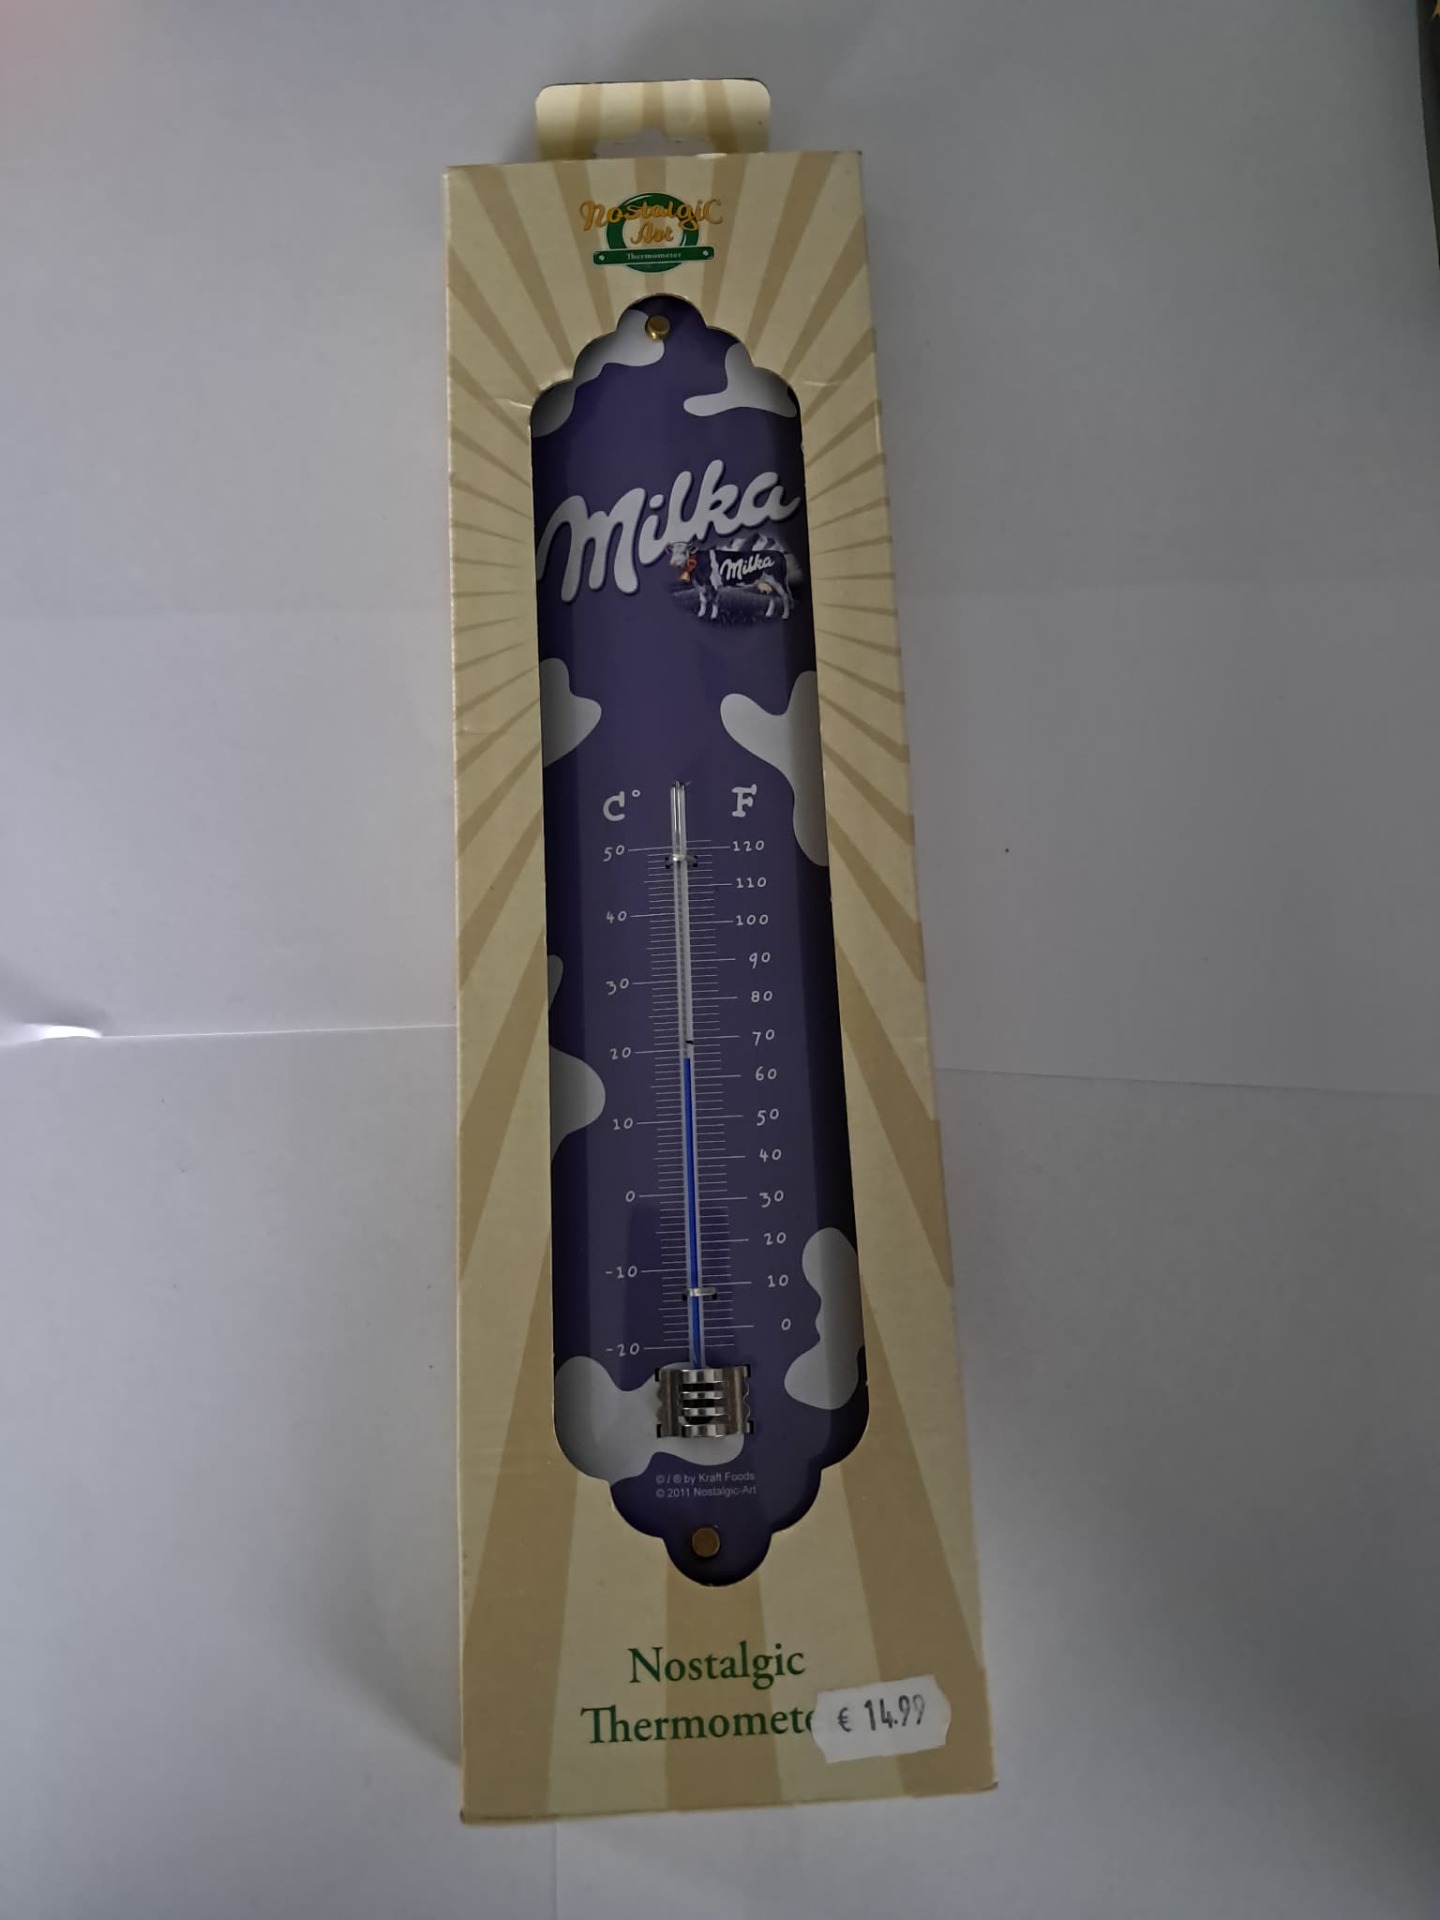 Nostalgic
Art
Thermometer
Milka
Milka
C° F
50 120
110
40 100
90
30 80
20 70
60
10 50
40
0 30
20
-10 10
0
-20
© / ® by Kraft Foods
© 2011 Nostalgic-Art
Nostalgic
Thermomete
€ 14.99